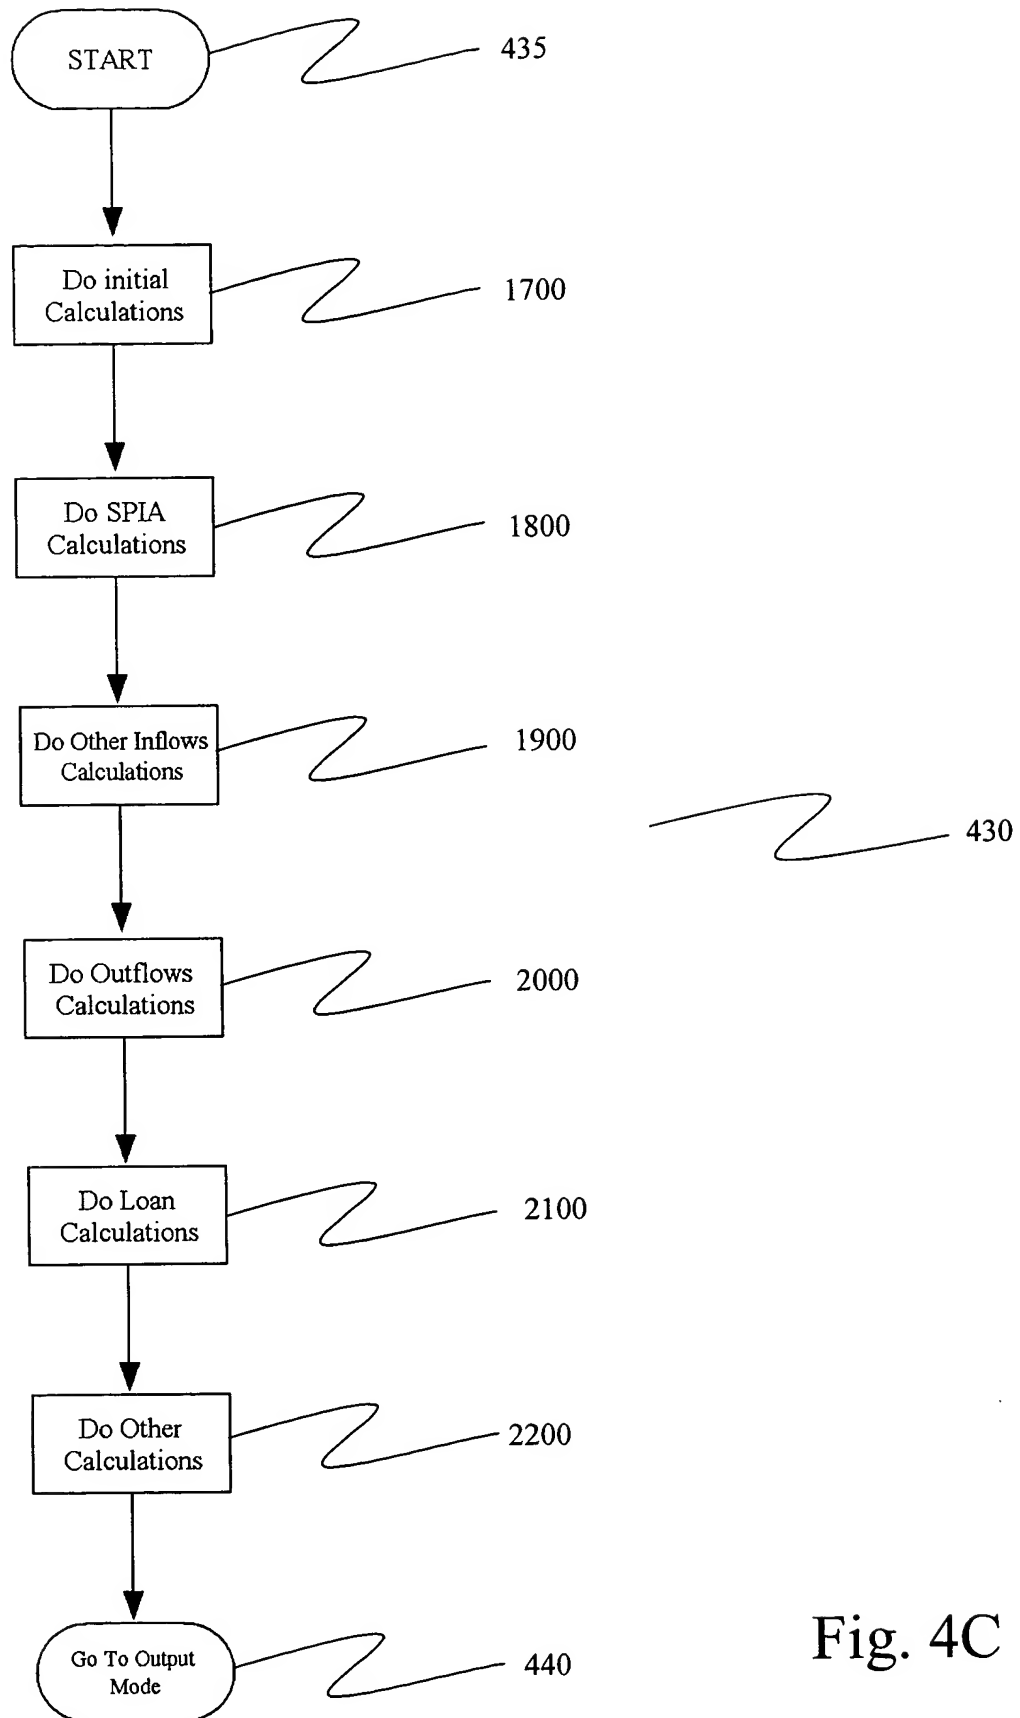 START
435
Do initial
Calculations
1700
Do SPIA
Calculations
1800
Do Other Inflows
Calculations
1900
430
Do Outflows
Calculations
2000
Do Loan
Calculations
2100
Do Other
Calculations
2200
Go To Output
Mode
440
Fig. 4C